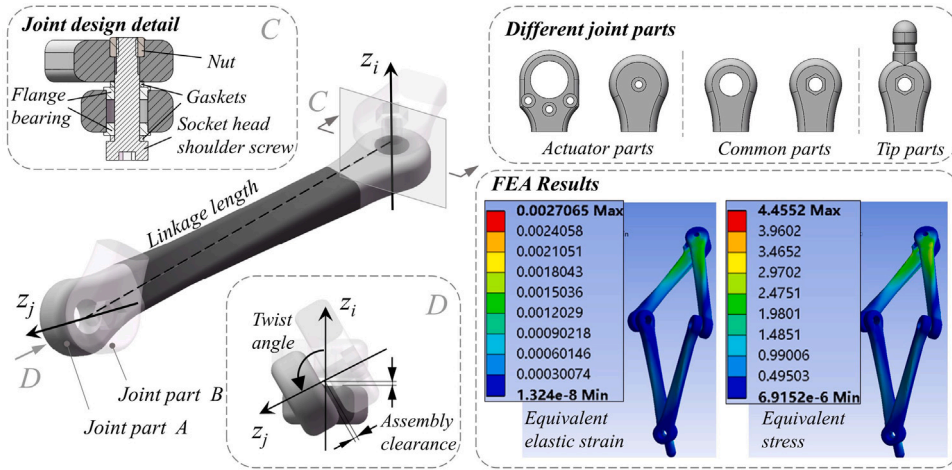 Joint design detail
C
Nut
Flange
bearing
Gaskets
Socket head
shoulder screw
z_i
C
Linkage length
z_j
D
Joint part B
Joint part A
D
z_i
Twist
angle
z_j
Assembly
clearance
Different joint parts
Actuator parts
Common parts
Tip parts
FEA Results
0.0027065 Max
0.0024058
0.0021051
0.0018043
0.0015036
0.0012029
0.00090218
0.00060146
0.00030074
1.324e-8 Min
Equivalent
elastic strain
4.4552 Max
3.9602
3.4652
2.9702
2.4751
1.9801
1.4851
0.99006
0.49503
6.9152e-6 Min
Equivalent
stress